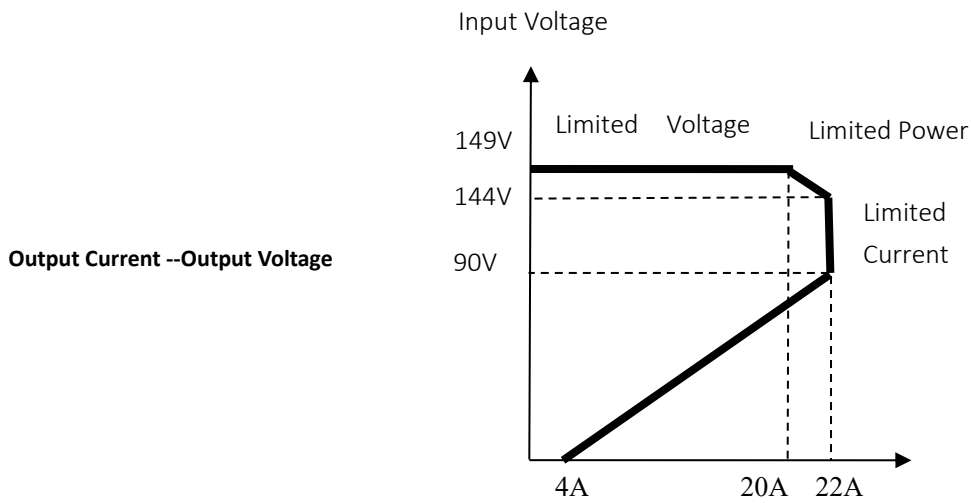 Input Voltage
Limited Voltage
Limited Power
149V
144V
Limited
Current
Output Current --Output Voltage
90V
4A
20A
22A